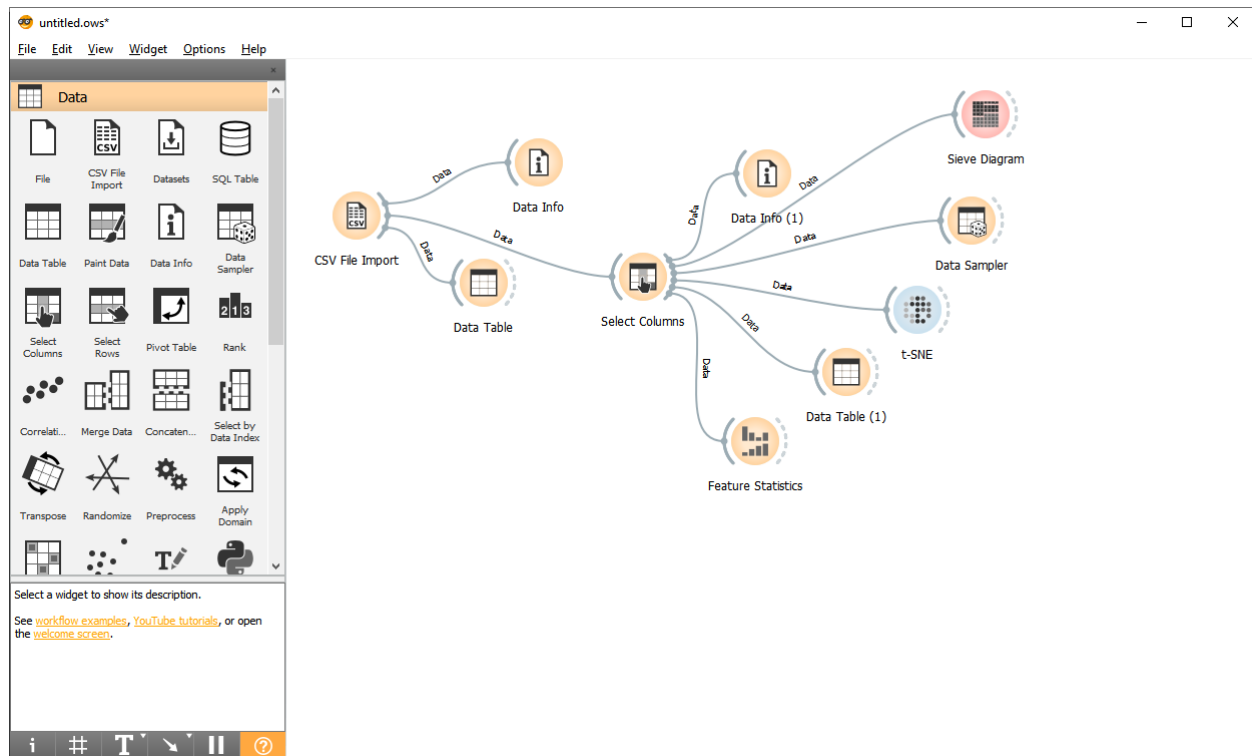 untitled.ows*
File Edit View Widget Options Help
Data
File
CSV
CSV File
Import
Datasets
SQL Table
Data Table
Paint Data
Data Info
Data
Sampler
Select
Columns
Select
Rows
Pivot Table
2 1 3
Rank
Correlati...
Merge Data
Concaten...
Select by
Data Index
Transpose
Randomize
Preprocess
Apply
Domain
T
Select a widget to show its description.
See workflow examples, YouTube tutorials, or open
the welcome screen.
i # T ?
CSV
CSV File Import
Data
Data Info
Data
Data
Data Table
Select Columns
Data
Data Info (1)
Data
Sieve Diagram
Data
Data Sampler
Data
t-SNE
Data
Data Table (1)
Data
Feature Statistics